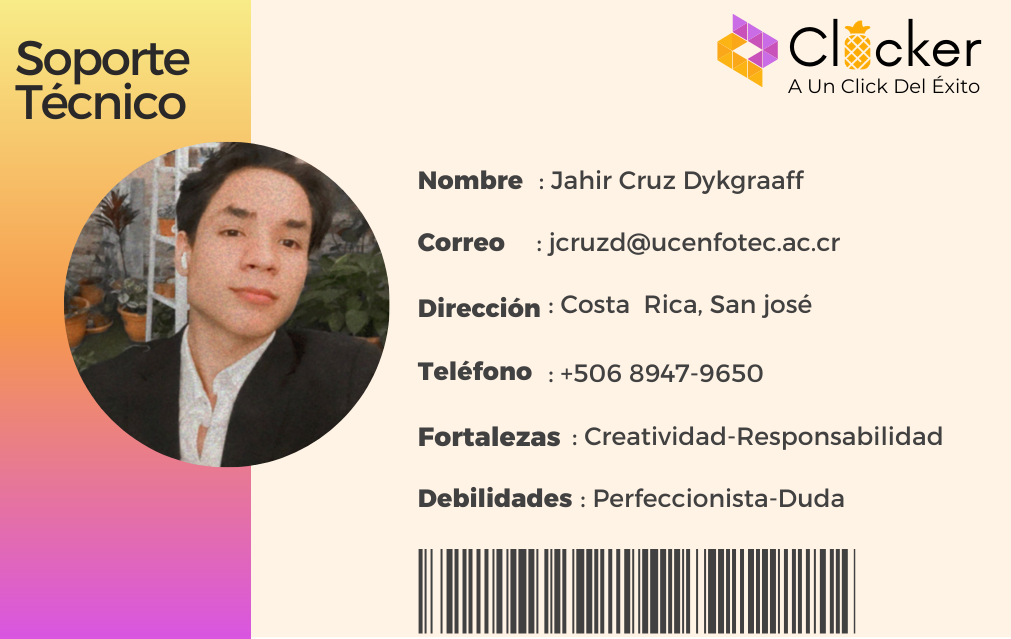 Soporte
Técnico
Clicker
A Un Click Del Éxito
Nombre : Jahir Cruz Dykgraaff
Correo : jcruzd@ucenfotec.ac.cr
Dirección : Costa Rica, San josé
Teléfono : +506 8947-9650
Fortalezas : Creatividad-Responsabilidad
Debilidades : Perfeccionista-Duda